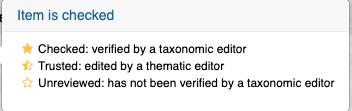 Item is checked
Checked: verified by a taxonomic editor
Trusted: edited by a thematic editor
Unreviewed: has not been verified by a taxonomic editor